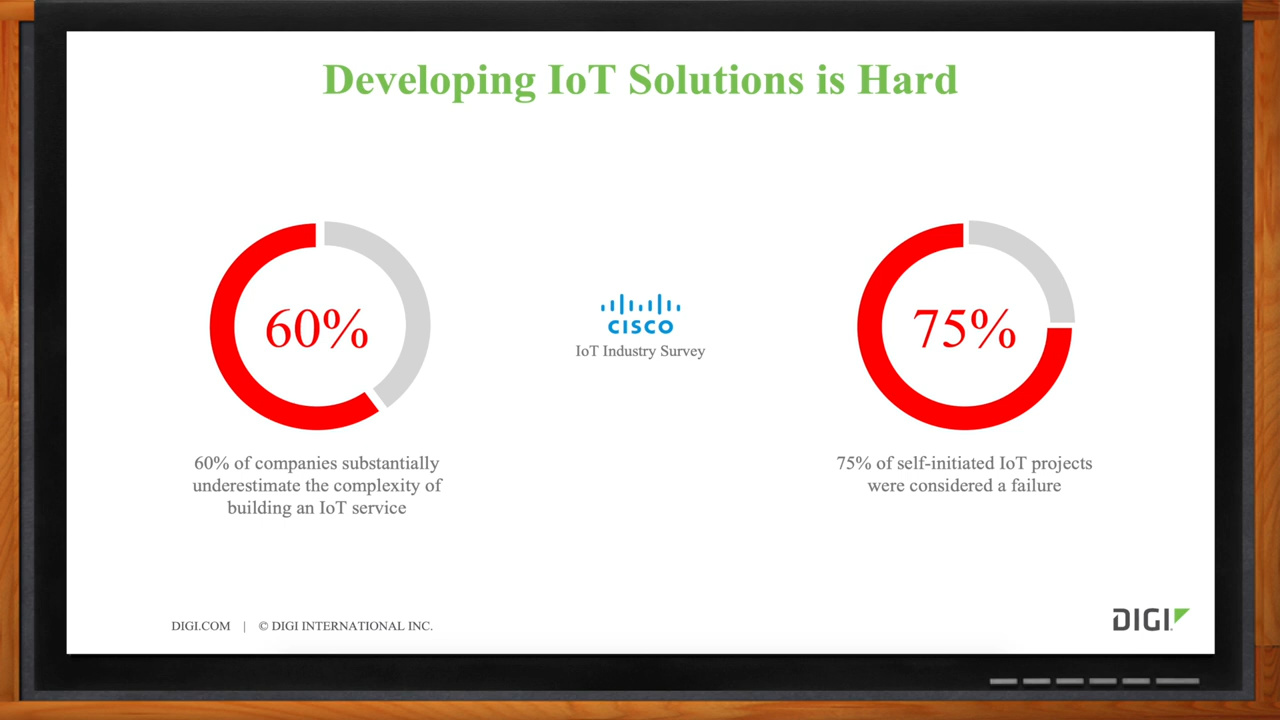 Developing IoT Solutions is Hard
60%
60% of companies substantially
underestimate the complexity of
building an IoT service
CISCO
IoT Industry Survey
75%
75% of self-initiated IoT projects
were considered a failure
DIGI.COM | © DIGI INTERNATIONAL INC.
DIGI